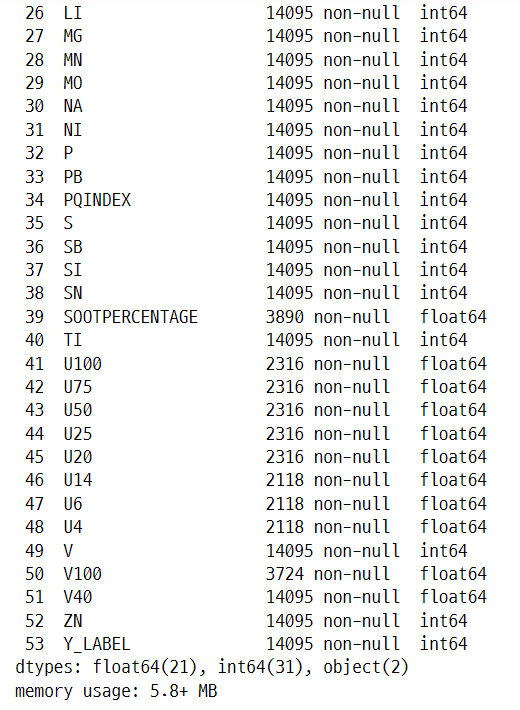 26 LI 14095 non-null int64
27 MG 14095 non-null int64
28 MN 14095 non-null int64
29 MO 14095 non-null int64
30 NA 14095 non-null int64
31 NI 14095 non-null int64
32 P 14095 non-null int64
33 PB 14095 non-null int64
34 PQINDEX 14095 non-null int64
35 S 14095 non-null int64
36 SB 14095 non-null int64
37 SI 14095 non-null int64
38 SN 14095 non-null int64
39 SOOTPERCENTAGE 3890 non-null float64
40 TI 14095 non-null int64
41 U100 2316 non-null float64
42 U75 2316 non-null float64
43 U50 2316 non-null float64
44 U25 2316 non-null float64
45 U20 2316 non-null float64
46 U14 2118 non-null float64
47 U6 2118 non-null float64
48 U4 2118 non-null float64
49 V 14095 non-null int64
50 V100 3724 non-null float64
51 V40 14095 non-null float64
52 ZN 14095 non-null int64
53 Y_LABEL 14095 non-null int64
dtypes: float64(21), int64(31), object(2)
memory usage: 5.8+ MB